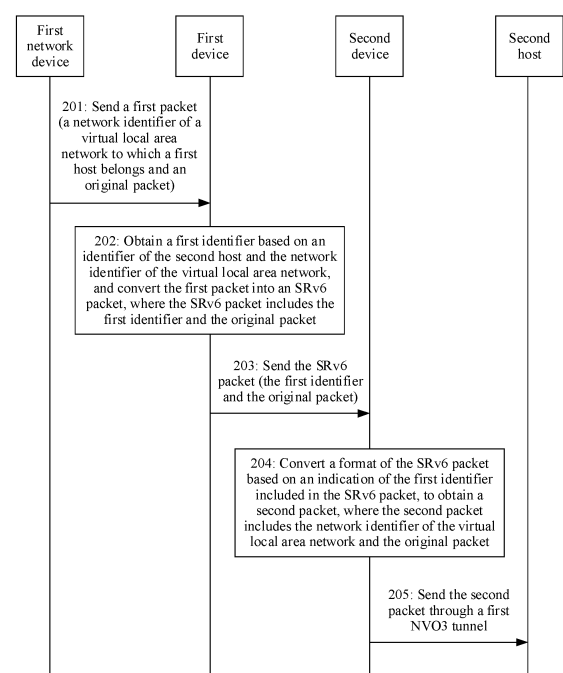 First
network
device
First
device
Second
device
Second
host
201: Send a first packet
(a network identifier of a
virtual local area
network to which a first
host belongs and an
original packet)
202: Obtain a first identifier based on an
identifier of the second host and the network
identifier of the virtual local area network,
and convert the first packet into an SRv6
packet, where the SRv6 packet includes the
first identifier and the original packet
203: Send the SRv6
packet (the first identifier
and the original packet)
204: Convert a format of the SRv6 packet
based on an indication of the first identifier
included in the SRv6 packet, to obtain a
second packet, where the second packet
includes the network identifier of the virtual
local area network and the original packet
205: Send the second
packet through a first
NVO3 tunnel